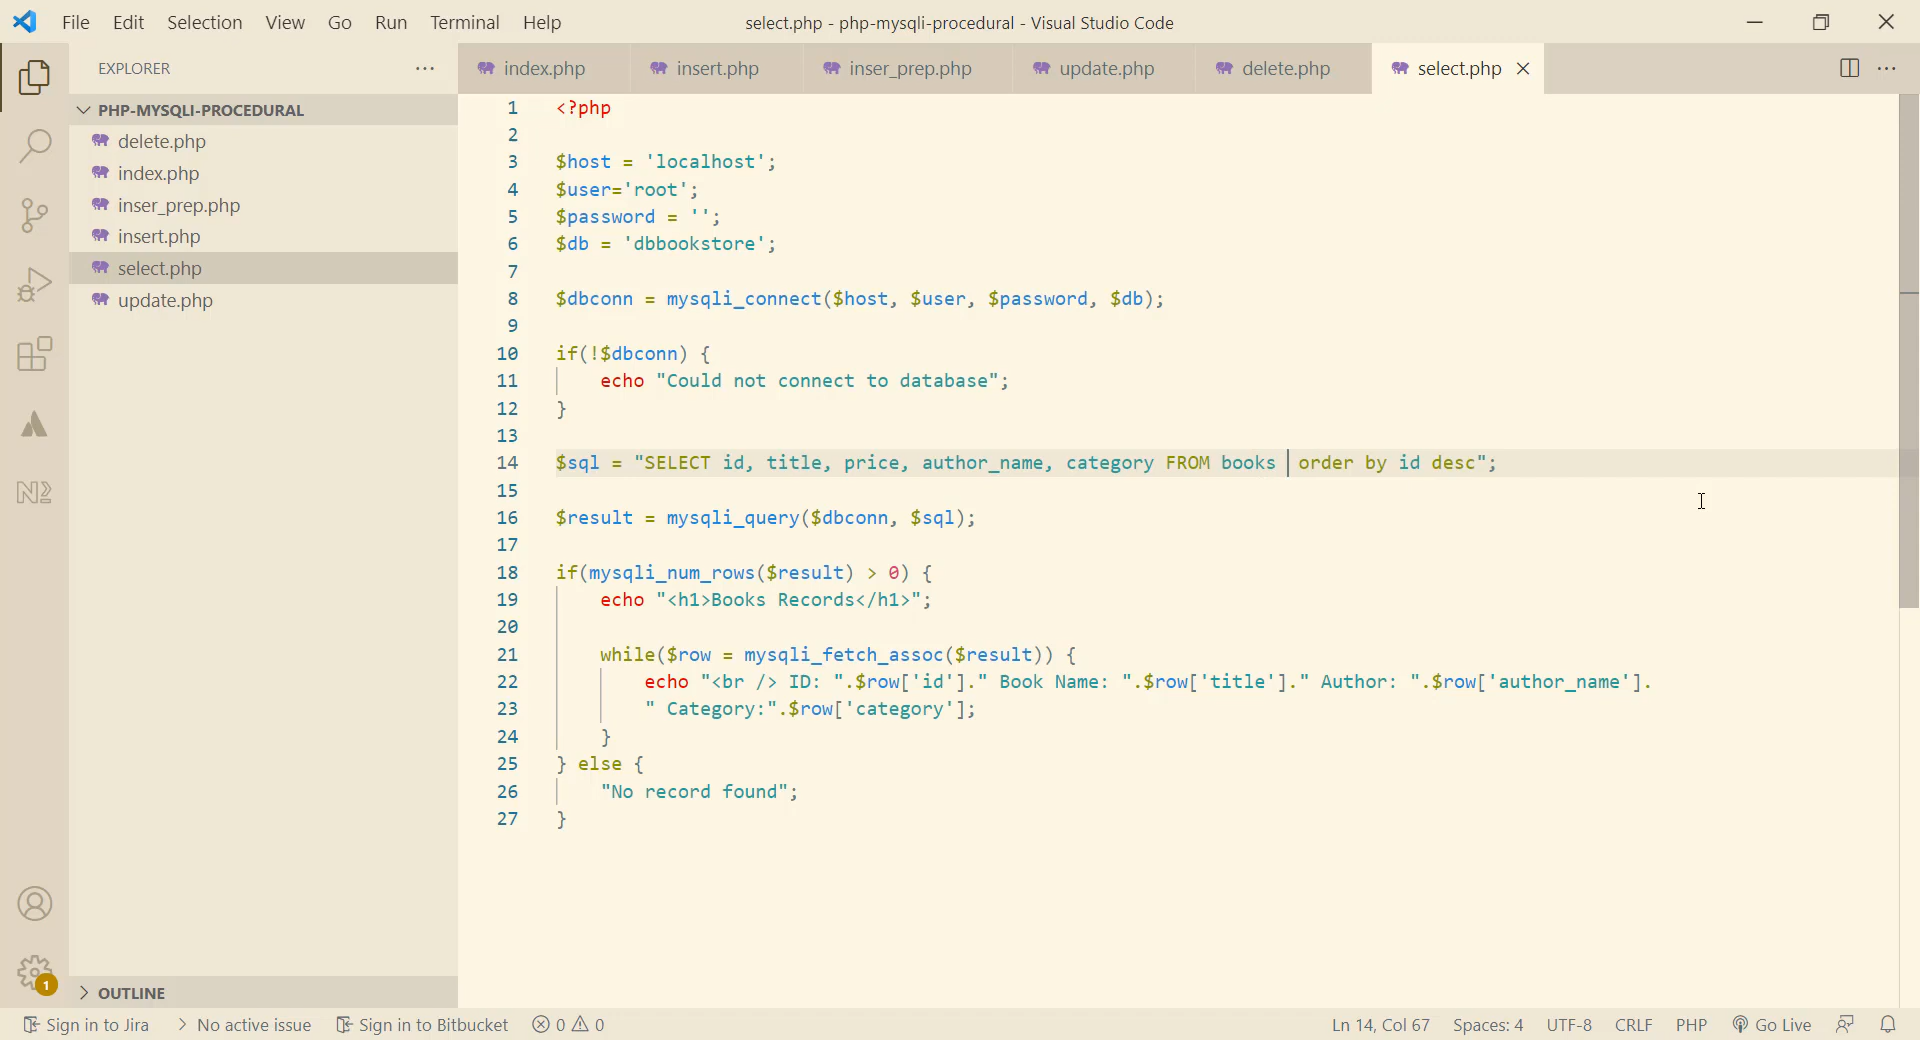 File Edit Selection View Go Run Terminal Help select.php - php-mysqli-procedural - Visual Studio Code
EXPLORER
index.php insert.php inser_prep.php update.php delete.php select.php
PHP-MYSQLI-PROCEDURAL
delete.php
index.php
inser_prep.php
insert.php
select.php
update.php
1 <?php
2
3 $host = 'localhost';
4 $user='root';
5 $password = '';
6 $db = 'dbbookstore';
7
8 $dbconn = mysqli_connect($host, $user, $password, $db);
9
10 if(!$dbconn) {
11 echo "Could not connect to database";
12 }
13
14 $sql = "SELECT id, title, price, author_name, category FROM books order by id desc";
15
16 $result = mysqli_query($dbconn, $sql);
17
18 if(mysqli_num_rows($result) > 0) {
19 echo "<h1>Books Records</h1>";
20
21 while($row = mysqli_fetch_assoc($result)) {
22 echo "<br /> ID: ".$row['id']." Book Name: ".$row['title']." Author: ".$row['author_name'].
23 " Category:".$row['category'];
24 }
25 } else {
26 "No record found";
27 }
1
OUTLINE
Sign in to Jira No active issue Sign in to Bitbucket 0 0 Ln 14, Col 67 Spaces: 4 UTF-8 CRLF PHP Go Live